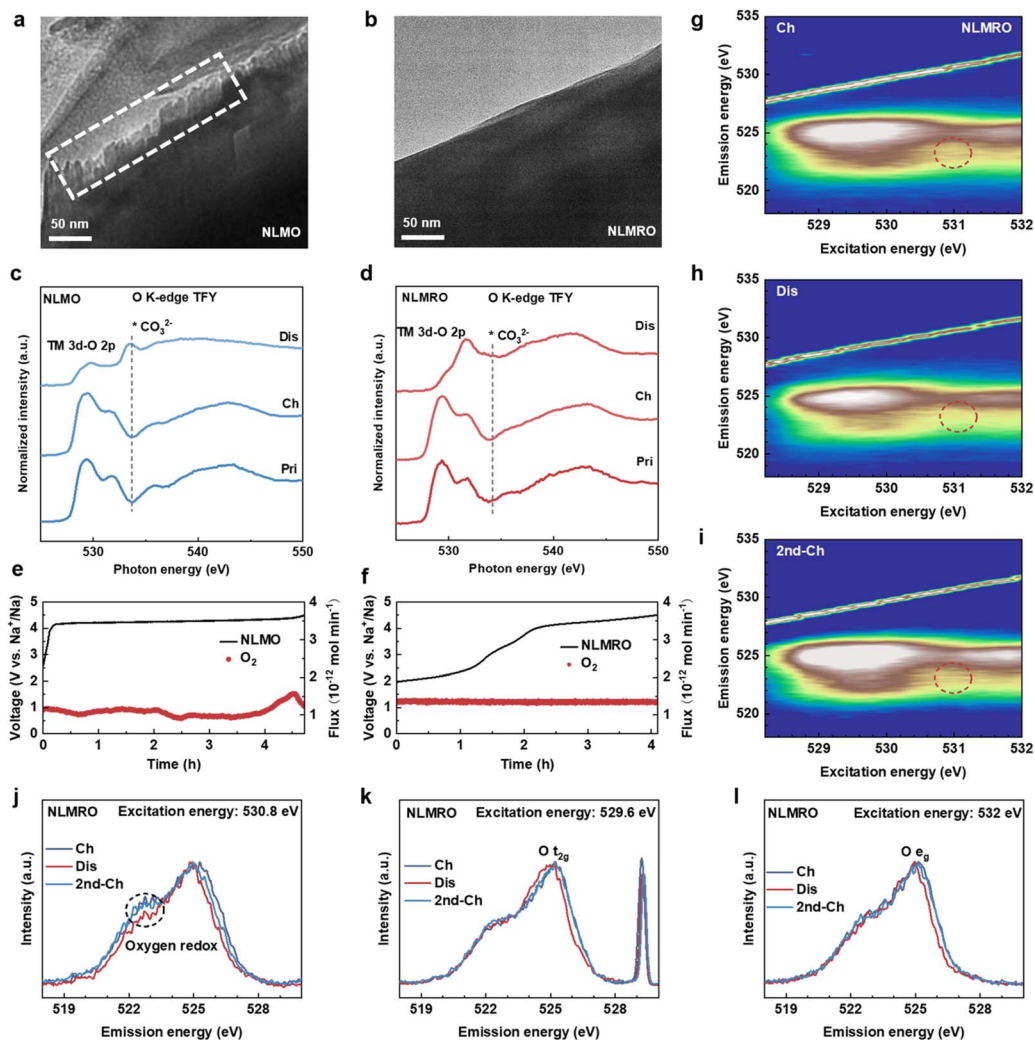 a
50 nm
NLMO
b
50 nm
NLMRO
g
Ch
NLMRO
Emission energy (eV)
535
530
525
520
529
530
531
532
Excitation energy (eV)
c
NLMO
O K-edge TFY
* CO₃²⁻
TM 3d-O 2p
Dis
Ch
Pri
Normalized intensity (a.u.)
530
540
550
Photon energy (eV)
d
NLMRO
O K-edge TFY
* CO₃²⁻
TM 3d-O 2p
Dis
Ch
Pri
Normalized intensity (a.u.)
530
540
550
Photon energy (eV)
h
Dis
Emission energy (eV)
535
530
525
520
529
530
531
532
Excitation energy (eV)
e
Voltage (V vs. Na⁺/Na)
5
4
3
2
1
0
NLMO
O₂
4
3
2
1
0
Flux (10⁻¹² mol min⁻¹)
0
1
2
3
4
Time (h)
f
Voltage (V vs. Na⁺/Na)
5
4
3
2
1
0
NLMRO
O₂
4
3
2
1
0
Flux (10⁻¹² mol min⁻¹)
0
1
2
3
4
Time (h)
i
2nd-Ch
Emission energy (eV)
535
530
525
520
529
530
531
532
Excitation energy (eV)
j
NLMRO
Excitation energy: 530.8 eV
Ch
Dis
2nd-Ch
Oxygen redox
Intensity (a.u.)
519
522
525
528
Emission energy (eV)
k
NLMRO
Excitation energy: 529.6 eV
O t₂g
Ch
Dis
2nd-Ch
Intensity (a.u.)
519
522
525
528
Emission energy (eV)
l
NLMRO
Excitation energy: 532 eV
O e_g
Ch
Dis
2nd-Ch
Intensity (a.u.)
519
522
525
528
Emission energy (eV)